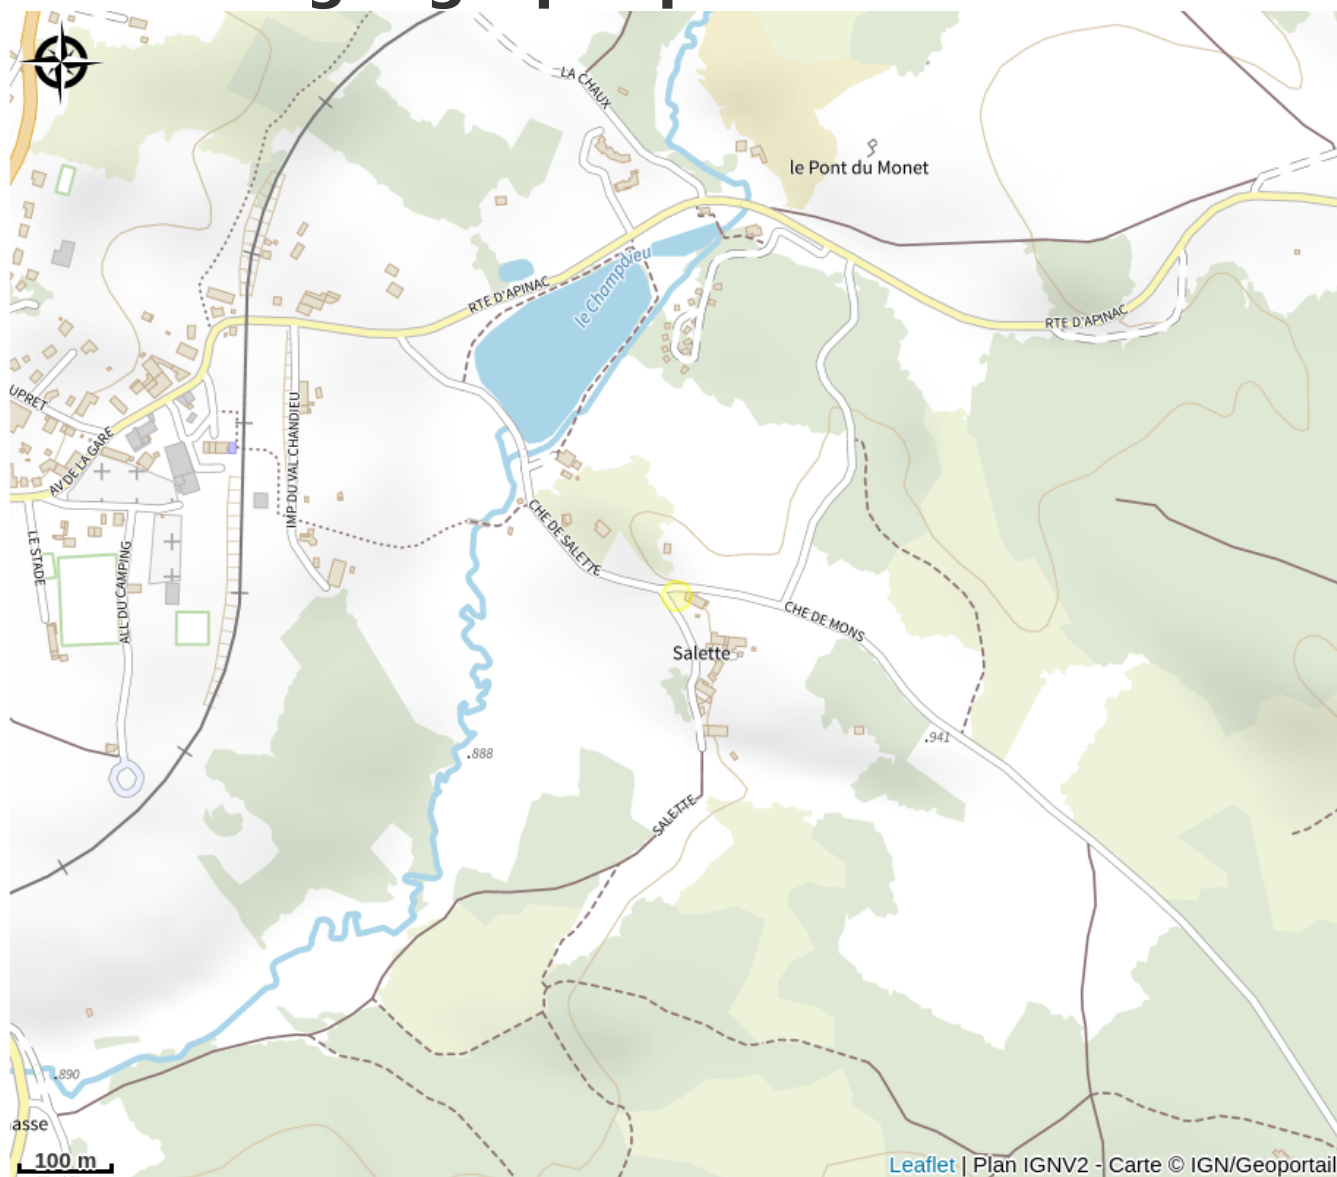 LA CHAUX
le Pont du Monet
le Champdieu
RTE D'APINAC
RTE D'APINAC
UPRET
AV DE LA GARE
IMP DU VAL CHANDIEU
LE STADE
ALL DU CAMPING
CHE DE SALETTE
CHE DE MONS
Salette
.941
.888
SALETTE
.890
asse
100 m
Leaflet | Plan IGNV2 - Carte © IGN/Geoportail